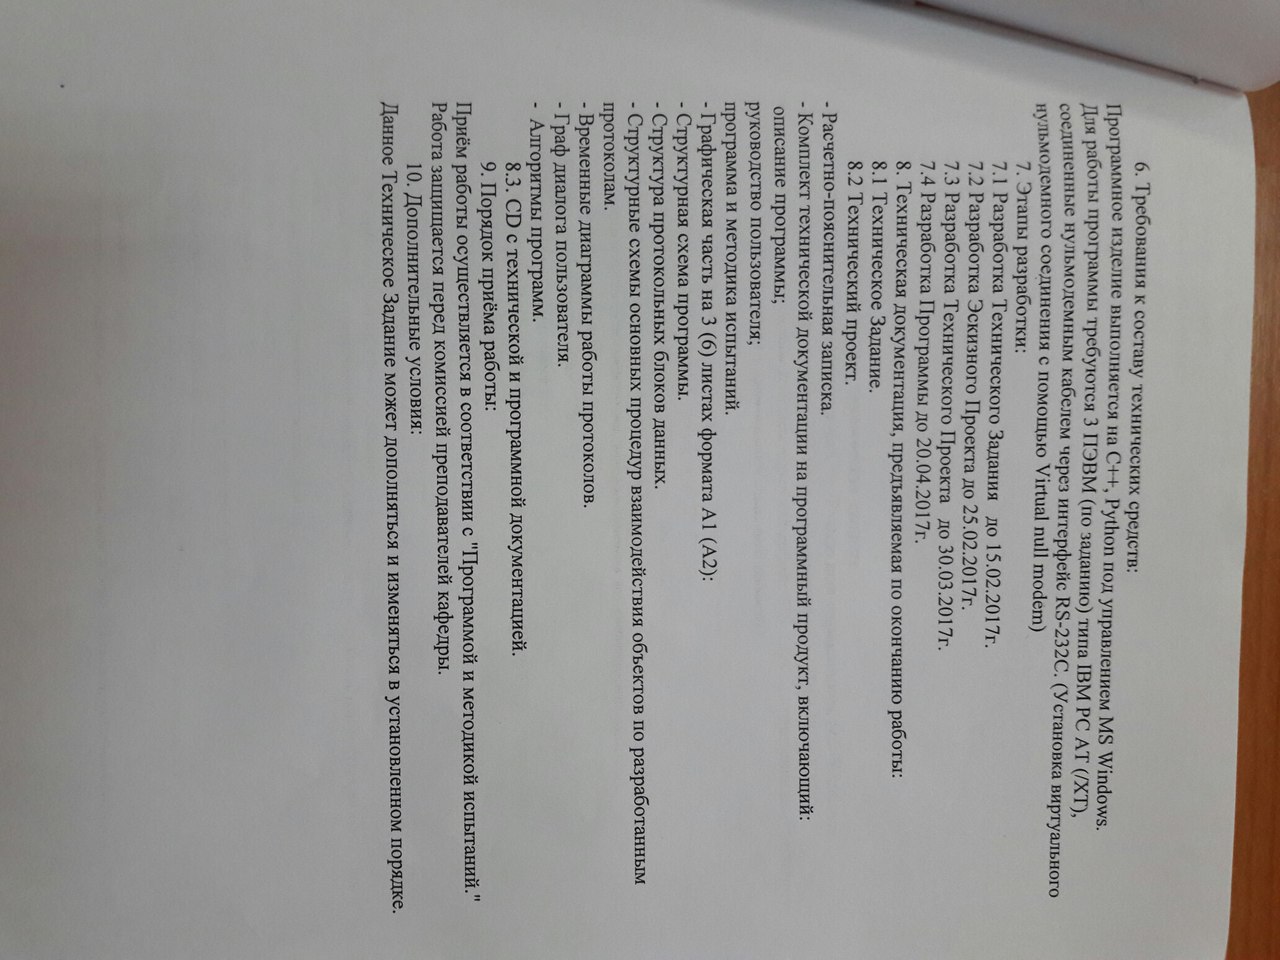 6. Требования к составу технических средств:
Программное изделие выполняется на C++, Python под управлением MS Windows.
Для работы программы требуются 3 ПЭВМ (по заданию) типа IBM PC AT (/XT),
соединенные нульмодемным кабелем через интерфейс RS-232C. (Установка виртуального
нульмодемного соединения с помощью Virtual null modem)
7. Этапы разработки:
7.1 Разработка Технического Задания до 15.02.2017г.
7.2 Разработка Эскизного Проекта до 25.02.2017г.
7.3 Разработка Технического Проекта до 30.03.2017г.
7.4 Разработка Программы до 20.04.2017г.
8. Техническая документация, предъявляемая по окончанию работы:
8.1 Техническое Задание.
8.2 Технический проект.
- Расчетно-пояснительная записка.
- Комплект технической документации на программный продукт, включающий:
описание программы;
руководство пользователя;
программа и методика испытаний.
- Графическая часть на 3 (6) листах формата А1 (А2):
- Структурная схема программы.
- Структура протокольных блоков данных.
- Структурные схемы основных процедур взаимодействия объектов по разработанным
протоколам.
- Временные диаграммы работы протоколов.
- Граф диалога пользователя.
- Алгоритмы программ.
8.3. CD с технической и программной документацией.
9. Порядок приёма работы:
Приём работы осуществляется в соответствии с "Программой и методикой испытаний."
Работа защищается перед комиссией преподавателей кафедры.
10. Дополнительные условия:
Данное Техническое Задание может дополняться и изменяться в установленном порядке.